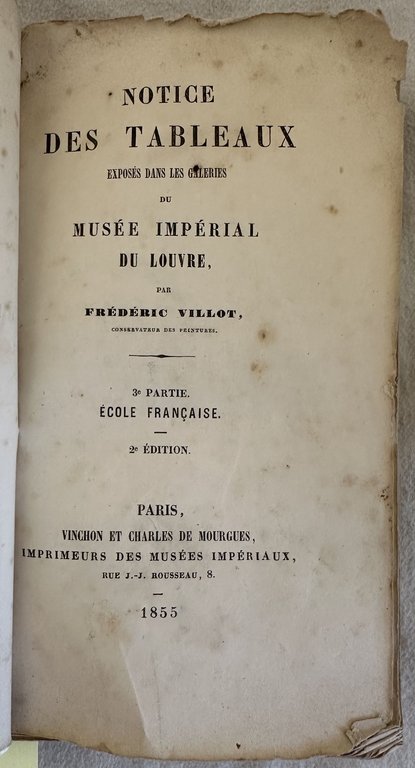 NOTICE
DES TABLEAUX
EXPOSÉS DANS LES GALERIES
DU
MUSÉE IMPÉRIAL
DU LOUVRE,
PAR
FRÉDÉRIC VILLOT,
CONSERVATEUR DES PEINTURES.
3e PARTIE.
ÉCOLE FRANÇAISE.
2e ÉDITION.
PARIS,
VINCHON ET CHARLES DE MOURGUES,
IMPRIMEURS DES MUSÉES IMPÉRIAUX,
RUE J.-J. ROUSSEAU, 8.
1855